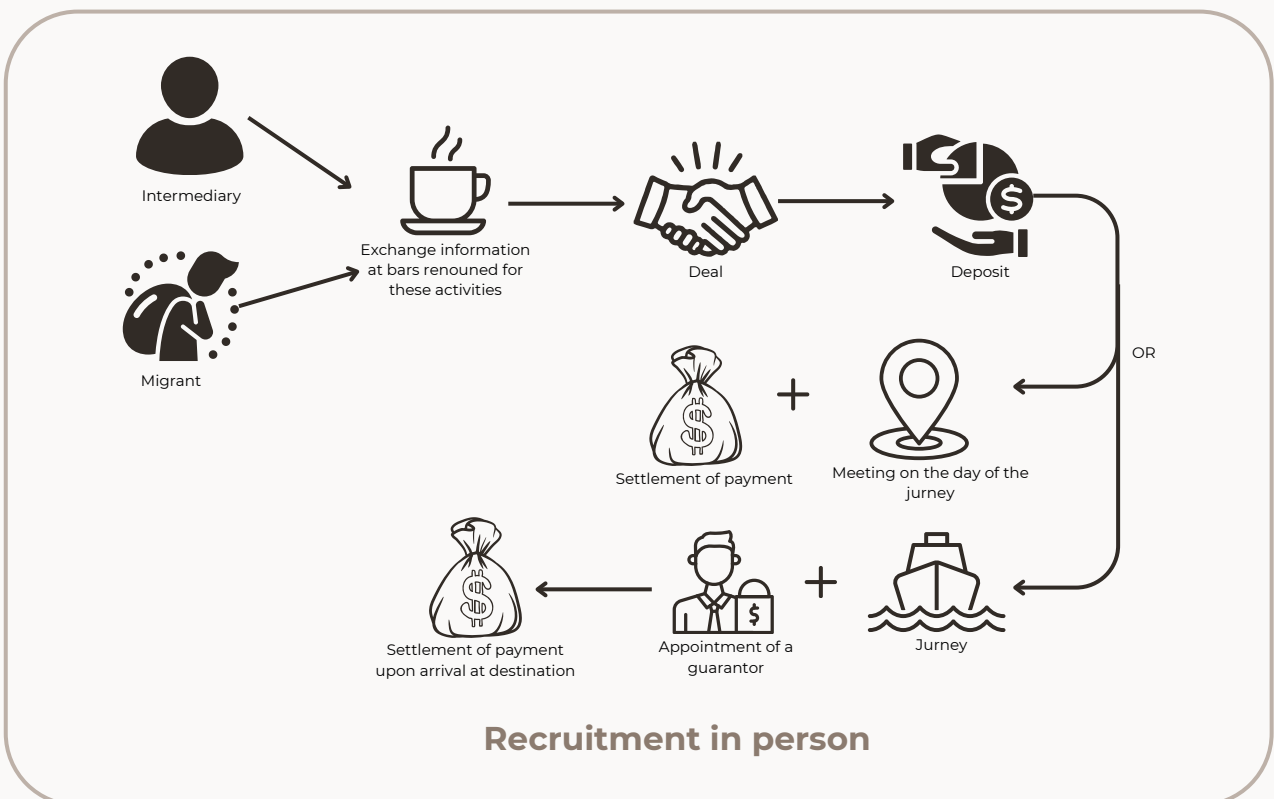 Intermediary
Migrant
Exchange information
at bars renouned for
these activities
Deal
Deposit
OR
Settlement of payment
Meeting on the day of the
jurney
Settlement of payment
upon arrival at destination
Appointment of a
guarantor
Jurney
Recruitment in person